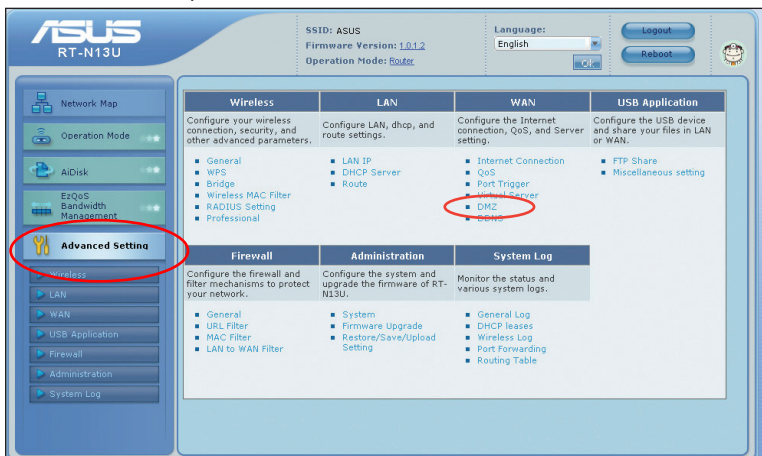 ASUS
RT-N13U
SSID: ASUS
Firmware Version: 1.0.1.2
Operation Mode: Router
Language:
English
Ok
Logout
Reboot
Network Map
Operation Mode
AiDisk
EzQoS
Bandwidth
Management
Advanced Setting
Wireless
LAN
WAN
USB Application
Firewall
Administration
System Log
Wireless
Configure your wireless
connection, security, and
other advanced parameters.
General
WPS
Bridge
Wireless MAC Filter
RADIUS Setting
Professional
LAN
Configure LAN, dhcp, and
route settings.
LAN IP
DHCP Server
Route
WAN
Configure the Internet
connection, QoS, and Server
setting.
Internet Connection
QoS
Port Trigger
Virtual Server
DMZ
DDNS
USB Application
Configure the USB device
and share your files in LAN
or WAN.
FTP Share
Miscellaneous setting
Firewall
Configure the firewall and
filter mechanisms to protect
your network.
General
URL Filter
MAC Filter
LAN to WAN Filter
Administration
Configure the system and
upgrade the firmware of RT-
N13U.
System
Firmware Upgrade
Restore/Save/Upload
Setting
System Log
Monitor the status and
various system logs.
General Log
DHCP leases
Wireless Log
Port Forwarding
Routing Table